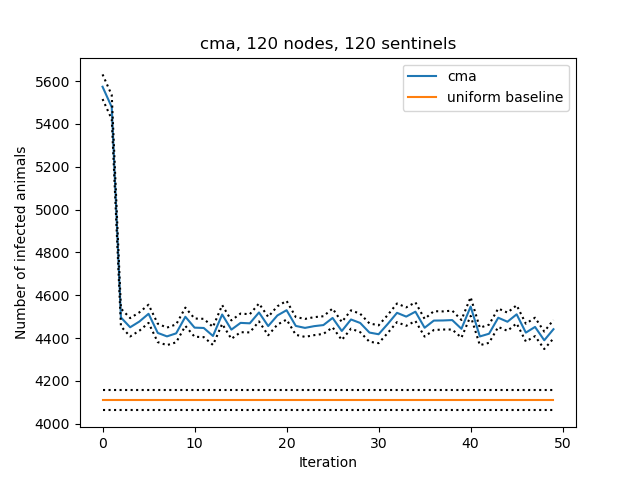 cma, 120 nodes, 120 sentinels
cma
uniform baseline
Number of infected animals
5600
5400
5200
5000
4800
4600
4400
4200
4000
0 10 20 30 40 50
Iteration